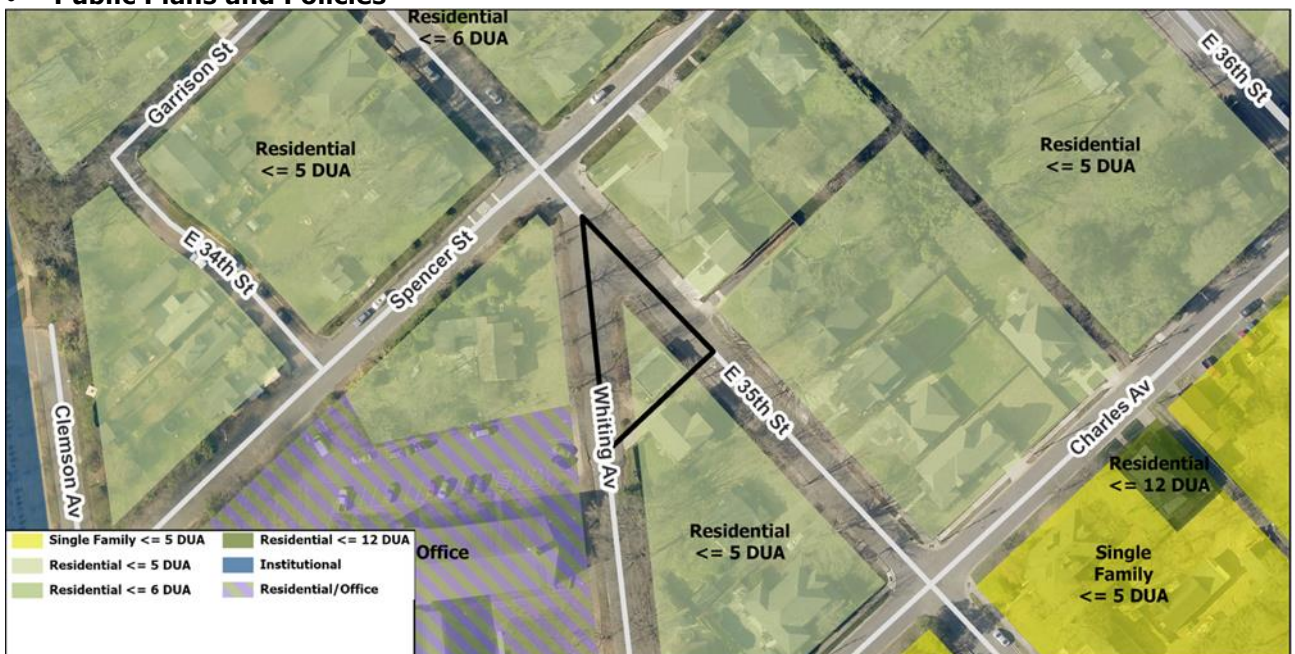 • Public Plans and Policies
Residential
<= 6 DUA
Garrison St
E 36th St
Residential
<= 5 DUA
Residential
<= 5 DUA
E 34th St
Spencer St
E 35th St
Whiting Av
Clemson Av
Charles Av
Residential
<= 12 DUA
Residential
<= 5 DUA
Single
Family
<= 5 DUA
Office
Single Family <= 5 DUA
Residential <= 5 DUA
Residential <= 6 DUA
Residential <= 12 DUA
Institutional
Residential/Office